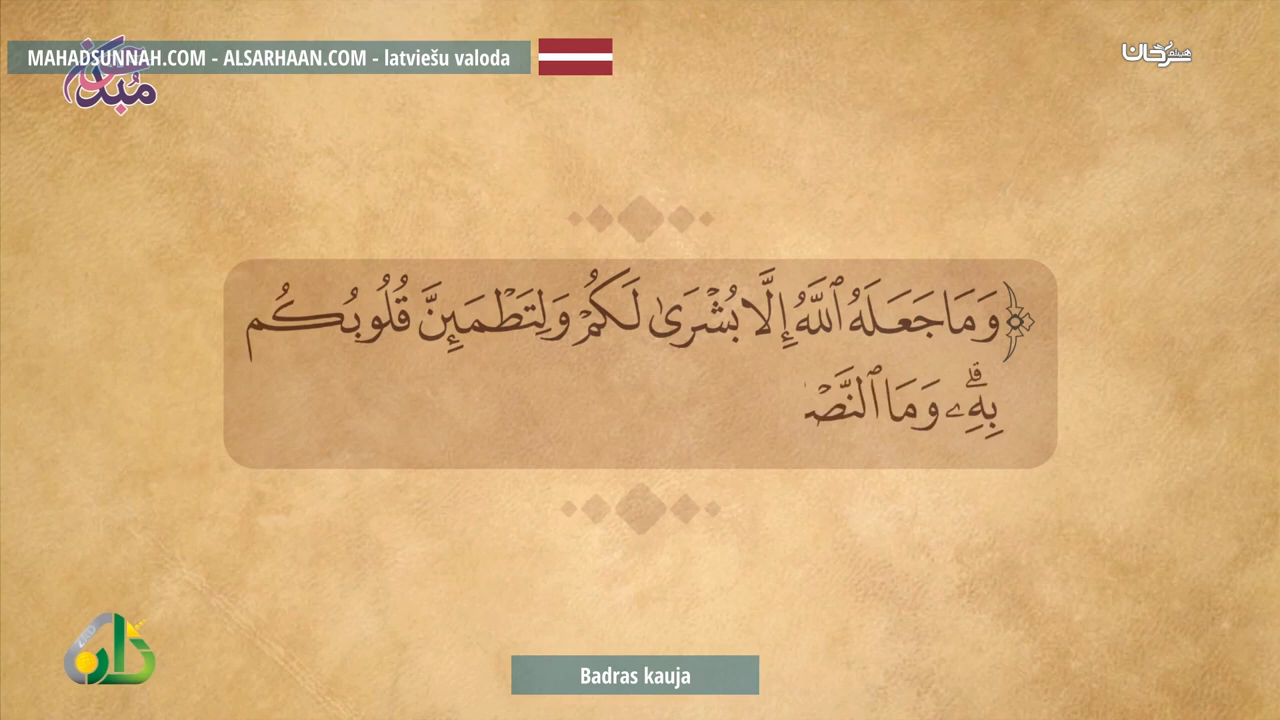 MAHADSUNNAH.COM - ALSARHAAN.COM - latviešu valoda
﴿وَمَا جَعَلَهُ ٱللَّهُ إِلَّا بُشْرَىٰ لَكُمْ وَلِتَطْمَئِنَّ قُلُوبُكُم
بِهِۦۗ وَمَا ٱلنَّصْ
Badras kauja